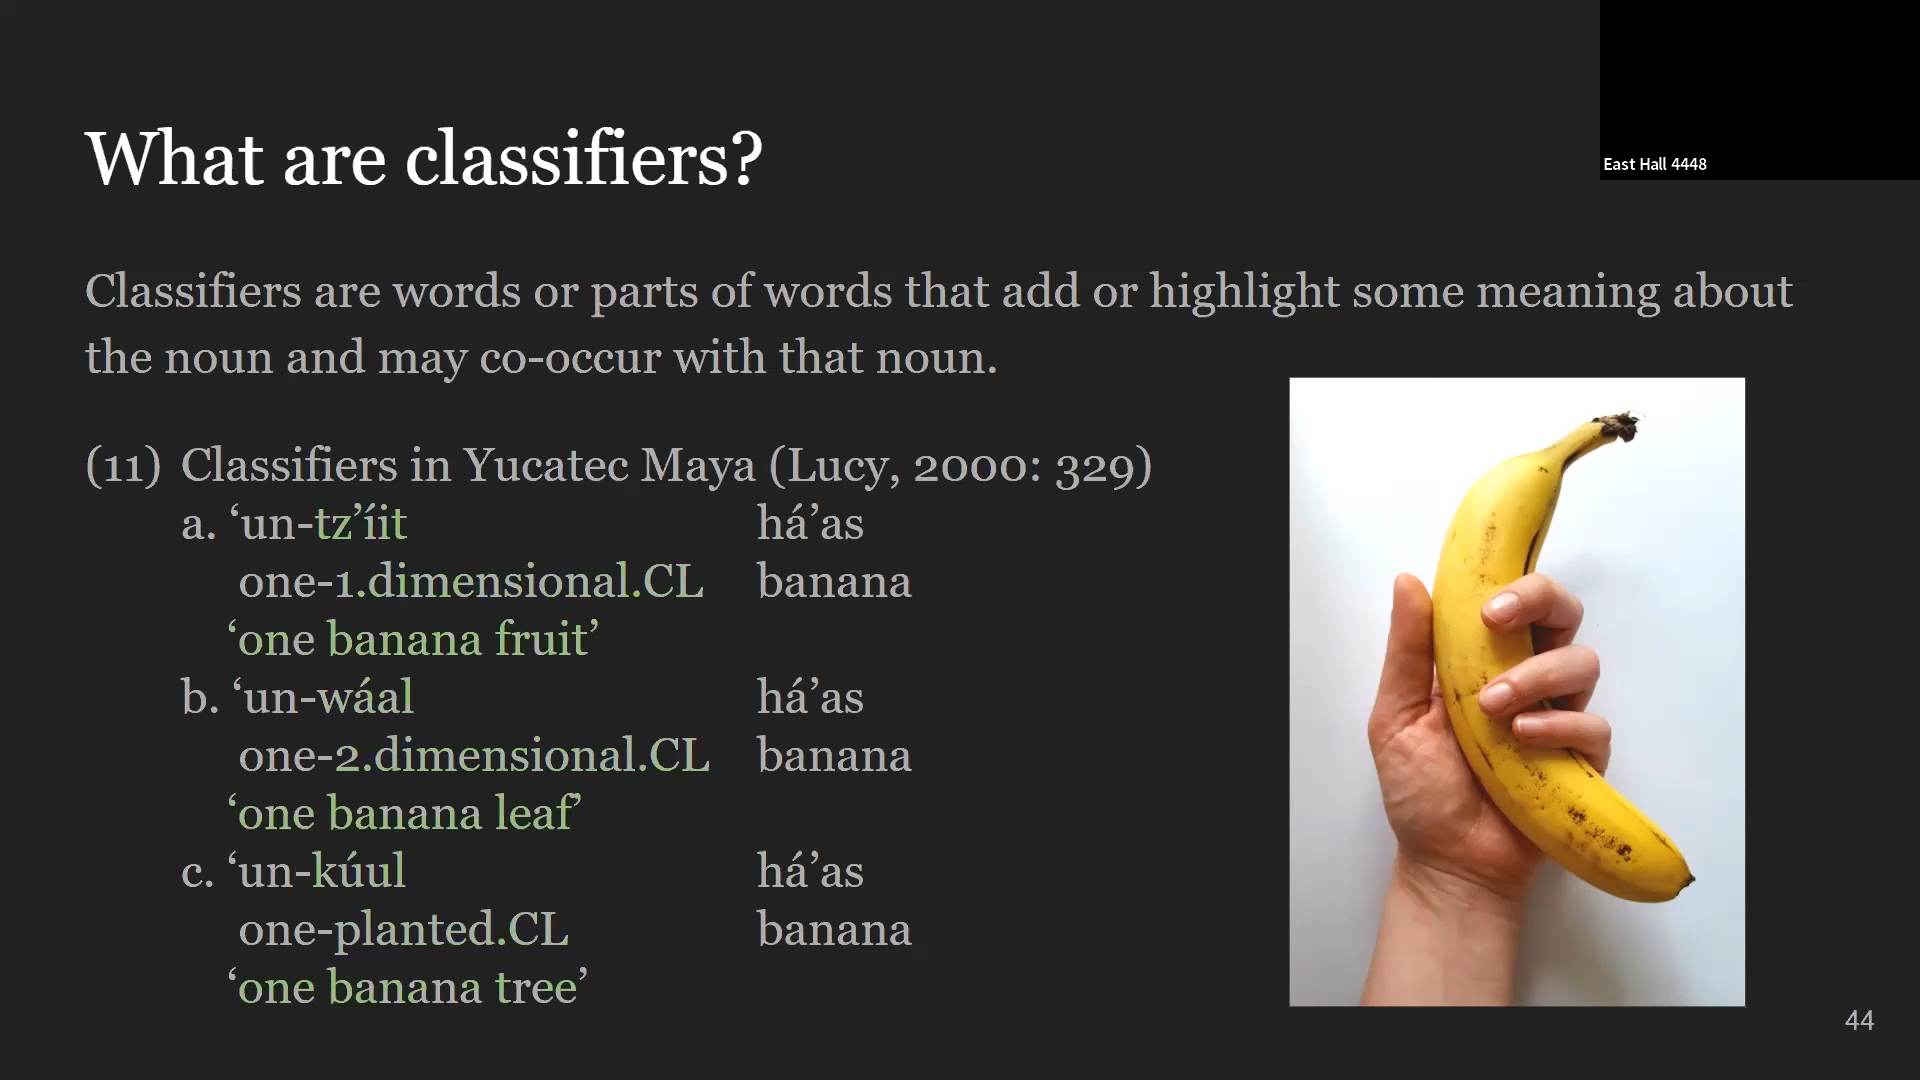 East Hall 4448
What are classifiers?
Classifiers are words or parts of words that add or highlight some meaning about
the noun and may co-occur with that noun.
(11) Classifiers in Yucatec Maya (Lucy, 2000: 329)
a. ‘un-tz’íit há’as
one-1.dimensional.CL banana
‘one banana fruit’
b. ‘un-wáal há’as
one-2.dimensional.CL banana
‘one banana leaf’
c. ‘un-kúul há’as
one-planted.CL banana
‘one banana tree’
44